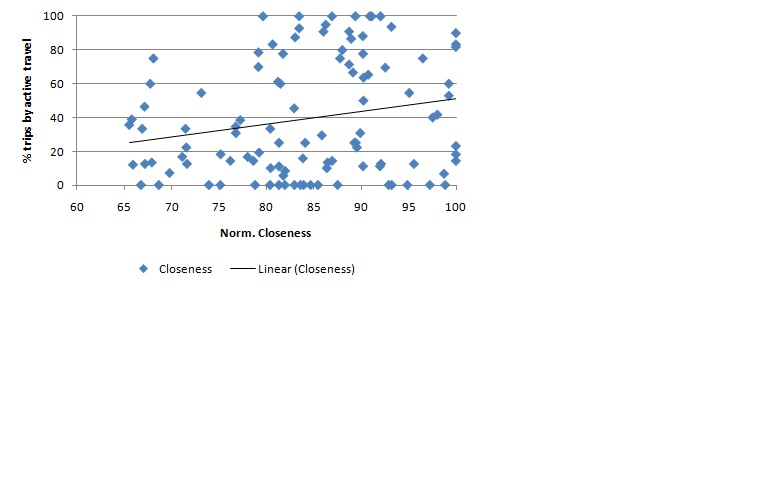 % trips by active travel
100
80
60
40
20
0
60 65 70 75 80 85 90 95 100
Norm. Closeness
Closeness Linear (Closeness)